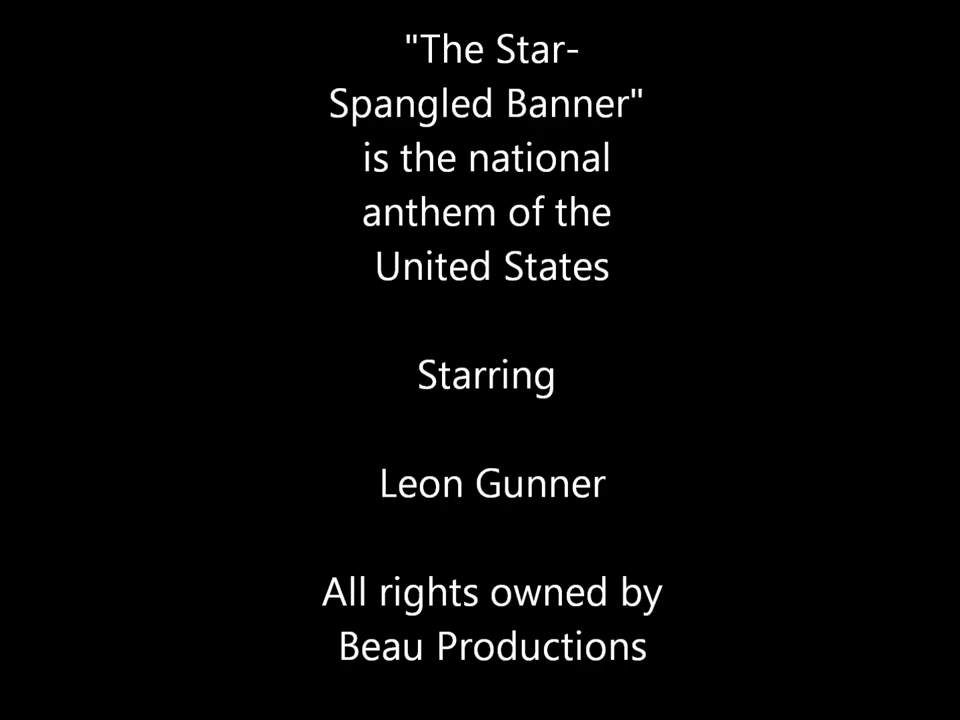 "The Star-
Spangled Banner"
is the national
anthem of the
United States
Starring
Leon Gunner
All rights owned by
Beau Productions